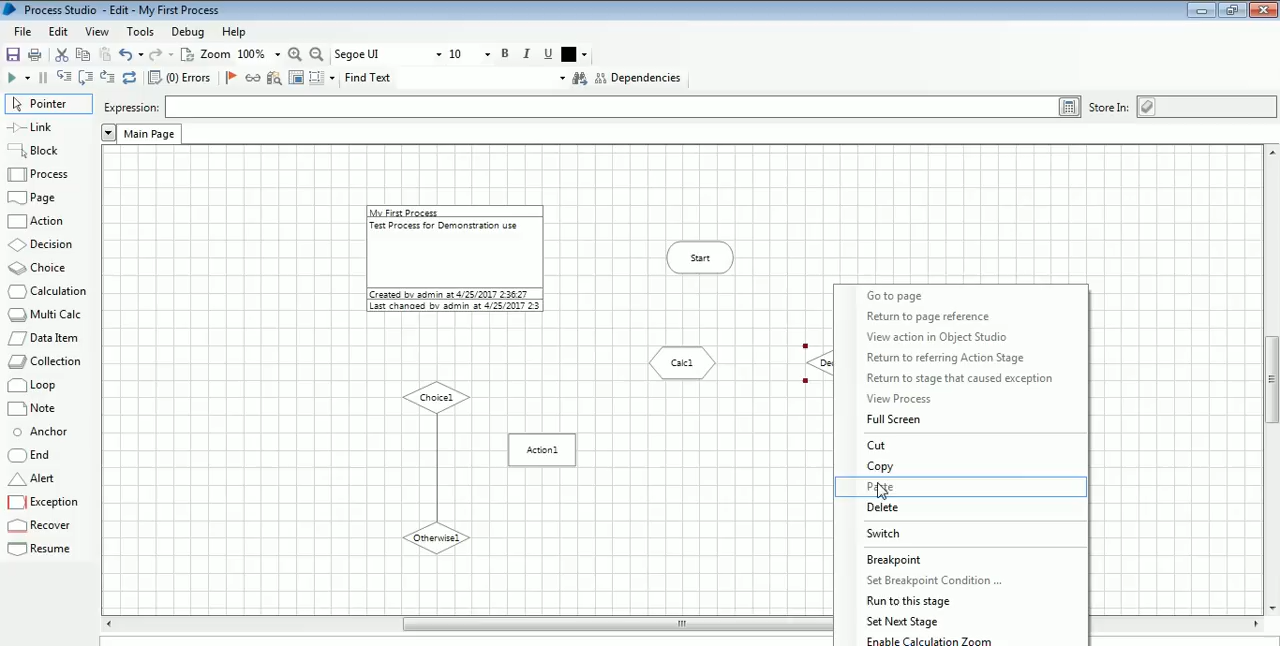 Process Studio - Edit - My First Process
File Edit View Tools Debug Help
Zoom 100% Segoe UI 10 B I U
(0) Errors Find Text Dependencies
Pointer Expression: Store In:
Link Main Page
Block
Process
Page
Action
Decision
Choice
Calculation
Multi Calc
Data Item
Collection
Loop
Note
Anchor
End
Alert
Exception
Recover
Resume
My First Process
Test Process for Demonstration use
Created by admin at 4/25/2017 2:36:27
Last changed by admin at 4/25/2017 2:3
Start
Calc1
Dec
Choice1
Action1
Otherwise1
Go to page
Return to page reference
View action in Object Studio
Return to referring Action Stage
Return to stage that caused exception
View Process
Full Screen
Cut
Copy
Paste
Delete
Switch
Breakpoint
Set Breakpoint Condition ...
Run to this stage
Set Next Stage
Enable Calculation Zoom